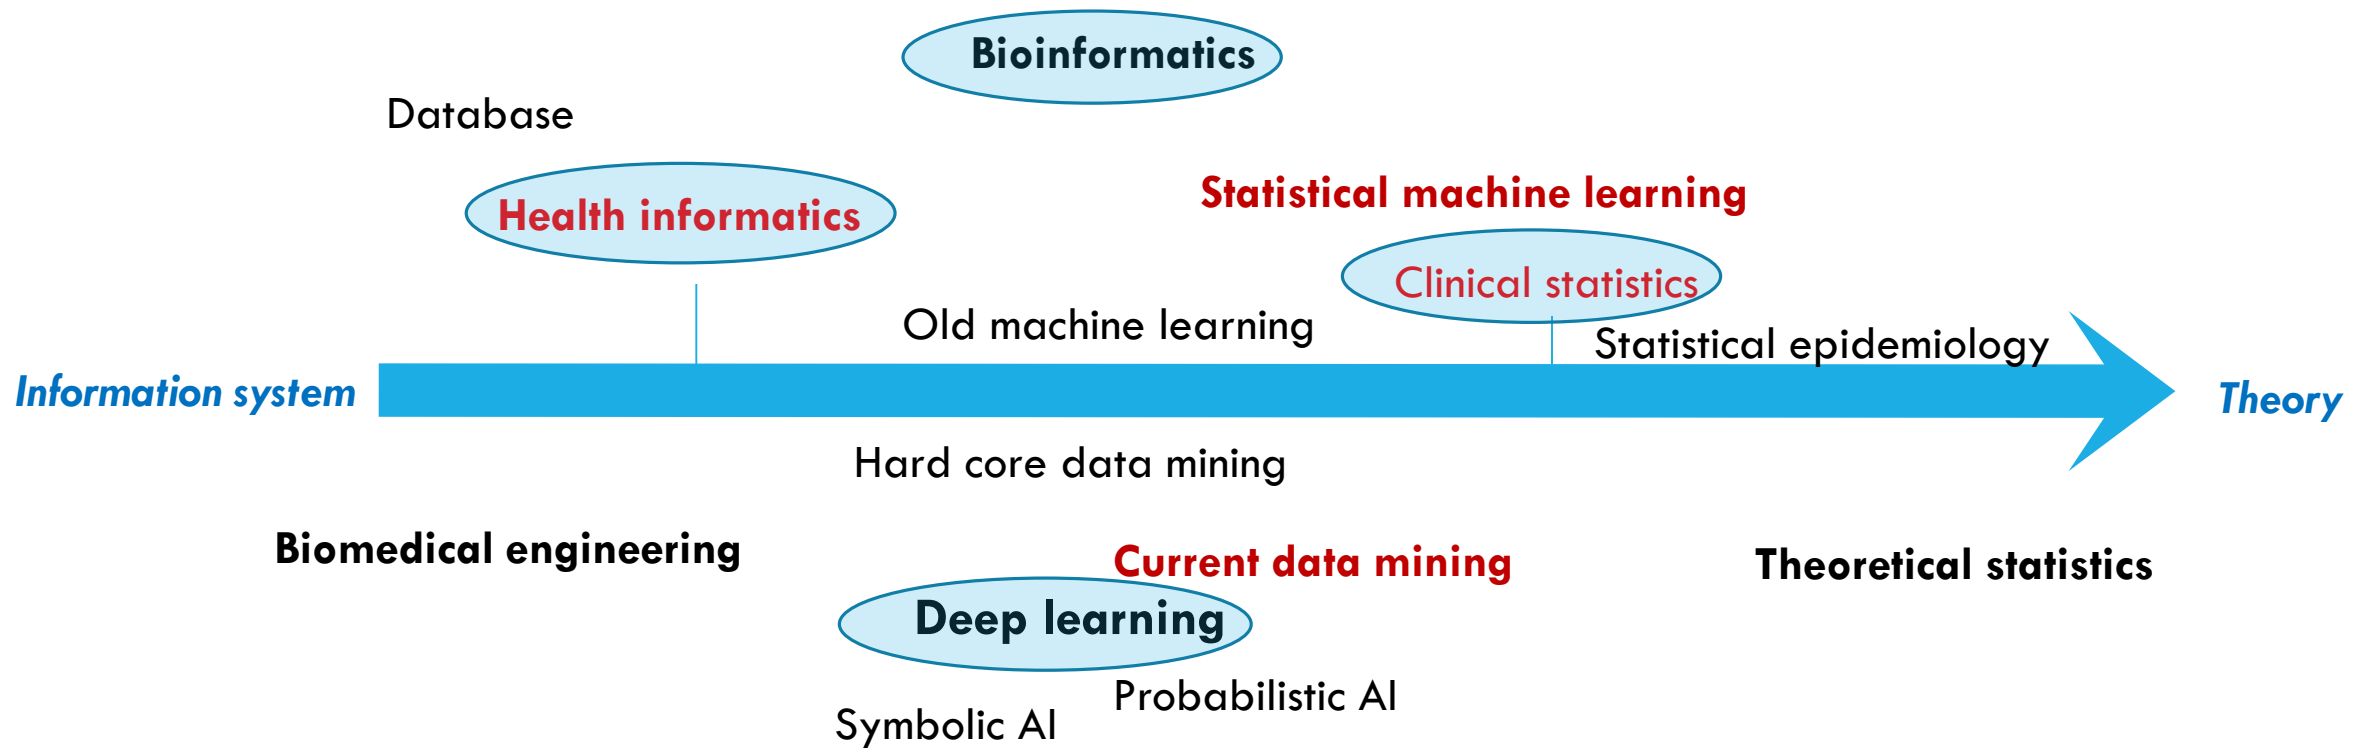 Bioinformatics
Database
Statistical machine learning
Health informatics
Clinical statistics
Old machine learning
Statistical epidemiology
Information system
Theory
Hard core data mining
Biomedical engineering
Current data mining
Theoretical statistics
Deep learning
Probabilistic AI
Symbolic AI